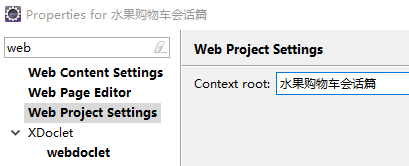 Properties for 水果购物车会话篇
web
Web Project Settings
Web Content Settings
Web Page Editor
Web Project Settings
XDoclet
webdoclet
Context root: 水果购物车会话篇